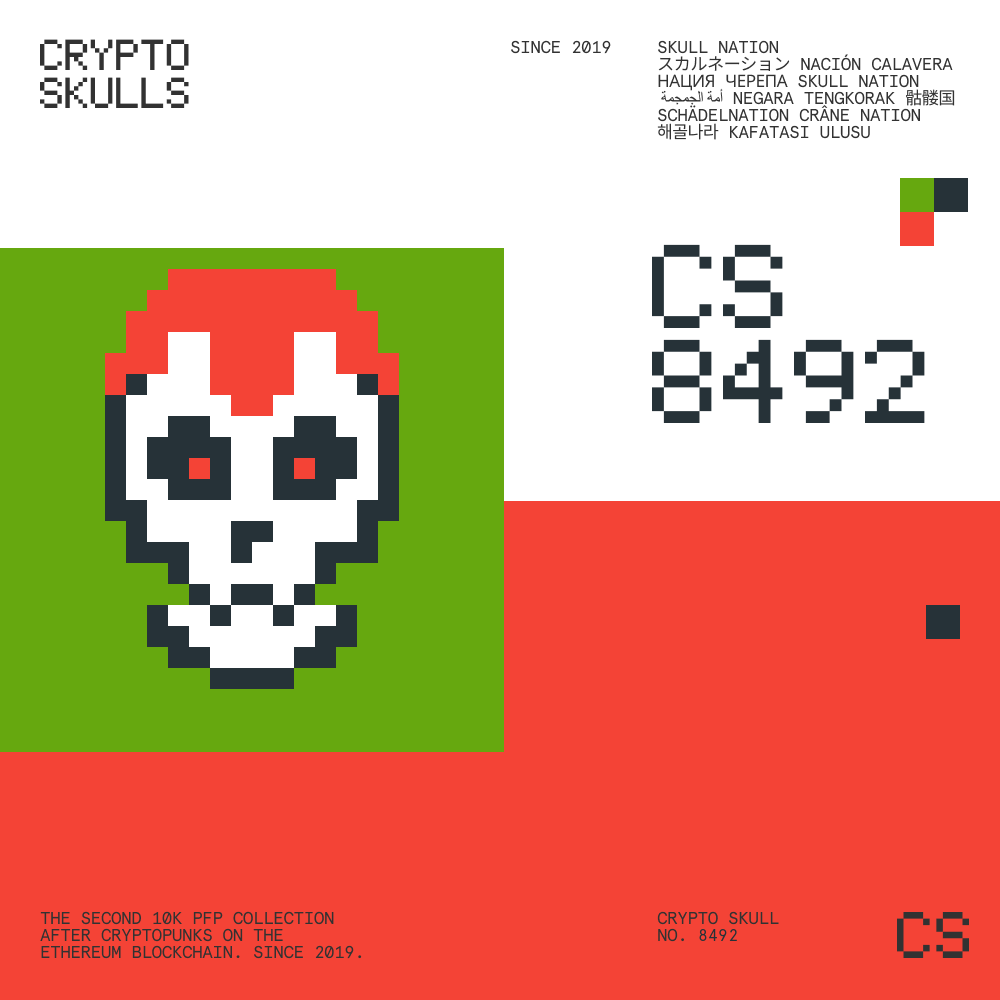 CRYPTO
SKULLS
SINCE 2019
SKULL NATION
スカルネーション NACIÓN CALAVERA
НАЦИЯ ЧЕРЕПА SKULL NATION
أمة الجمجمة NEGARA TENGKORAK 骷髅国
SCHÄDELNATION CRÂNE NATION
해골나라 KAFATASI ULUSU
CS
8492
THE SECOND 10K PFP COLLECTION
AFTER CRYPTOPUNKS ON THE
ETHEREUM BLOCKCHAIN. SINCE 2019.
CRYPTO SKULL
NO. 8492
CS